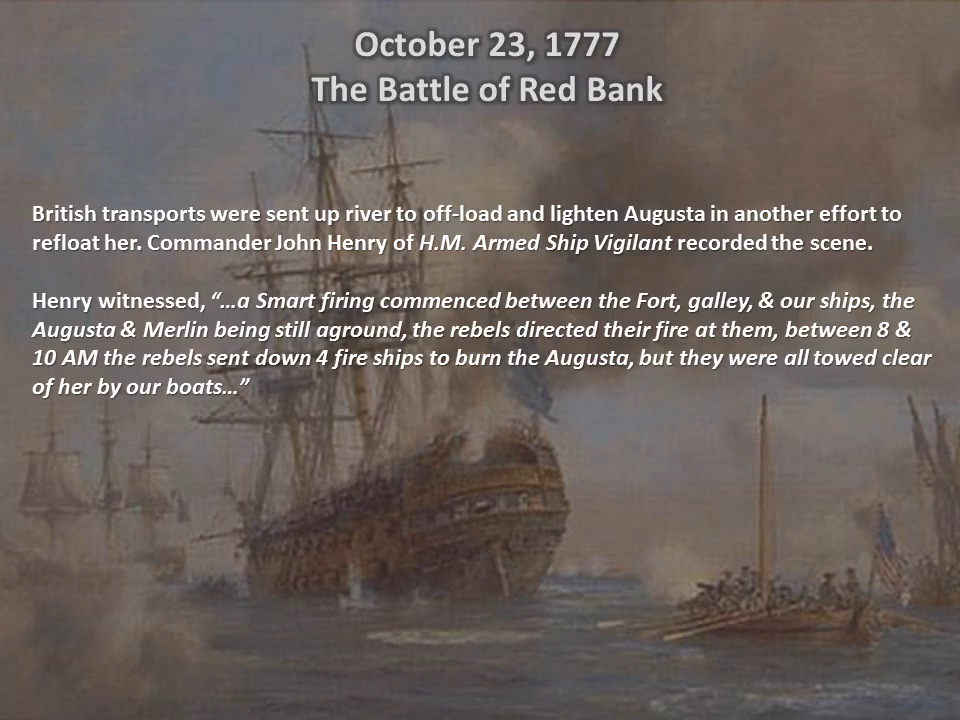 October 23, 1777
The Battle of Red Bank
British transports were sent up river to off-load and lighten Augusta in another effort to
refloat her. Commander John Henry of H.M. Armed Ship Vigilant recorded the scene.
Henry witnessed, “…a Smart firing commenced between the Fort, galley, & our ships, the
Augusta & Merlin being still aground, the rebels directed their fire at them, between 8 &
10 AM the rebels sent down 4 fire ships to burn the Augusta, but they were all towed clear
of her by our boats…”